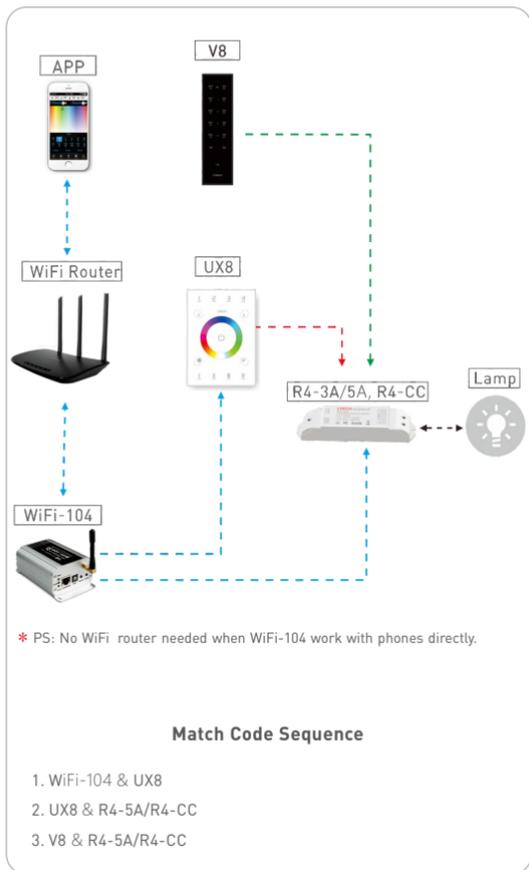 V8
APP
WiFi Router
UX8
R4-3A/5A, R4-CC
Lamp
WiFi-104
* PS: No WiFi router needed when WiFi-104 work with phones directly.
Match Code Sequence
1. WiFi-104 & UX8
2. UX8 & R4-5A/R4-CC
3. V8 & R4-5A/R4-CC